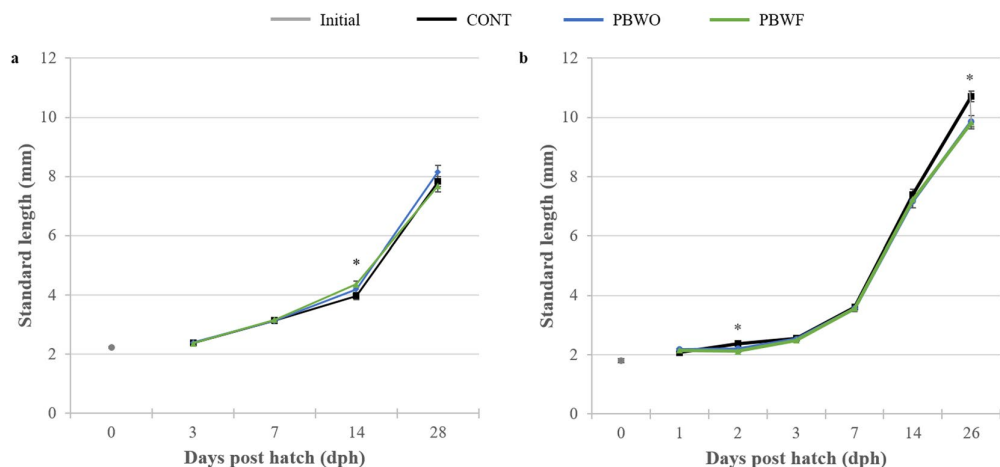 Initial CONT PBWO PBWF
a
12
10
8
6
4
2
0
*
0 3 7 14 28
Standard length (mm)
Days post hatch (dph)
b
12
10
8
6
4
2
0
*
*
0 1 2 3 7 14 26
Standard length (mm)
Days post hatch (dph)